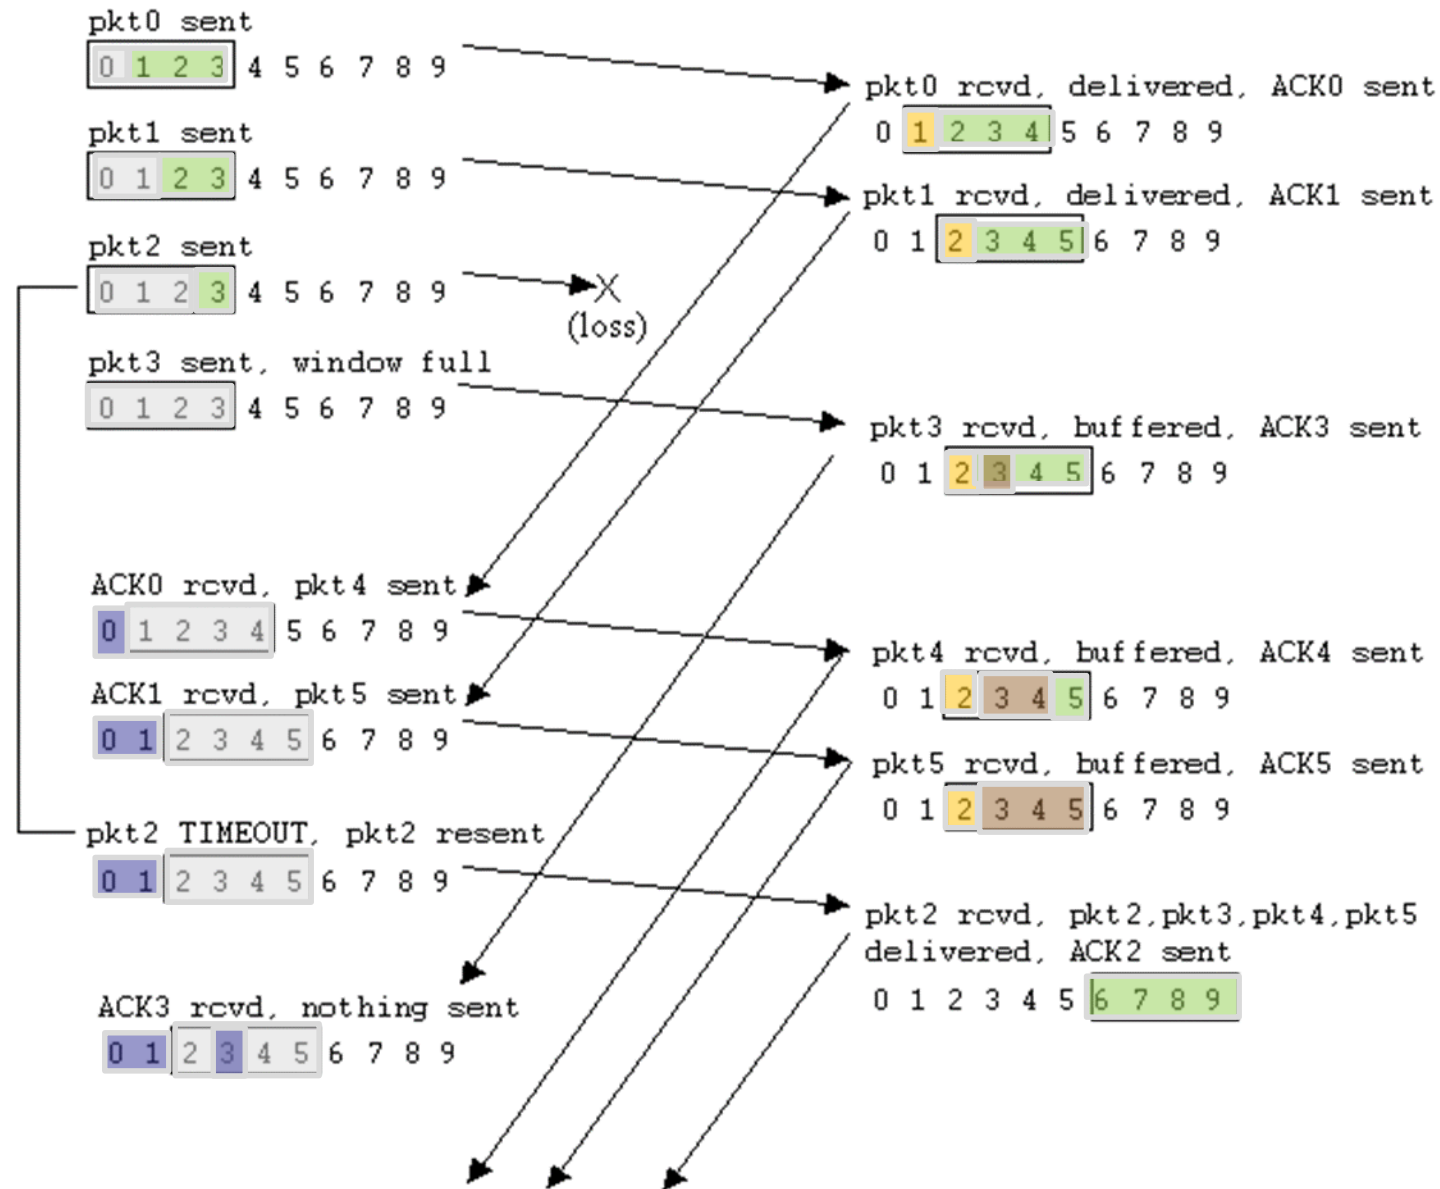 pkt0 sent
0 1 2 3 4 5 6 7 8 9
pkt0 rcvd, delivered, ACK0 sent
0 1 2 3 4 5 6 7 8 9
pkt1 sent
0 1 2 3 4 5 6 7 8 9
pkt1 rcvd, delivered, ACK1 sent
0 1 2 3 4 5 6 7 8 9
pkt2 sent
0 1 2 3 4 5 6 7 8 9
X
(loss)
pkt3 sent, window full
0 1 2 3 4 5 6 7 8 9
pkt3 rcvd, buffered, ACK3 sent
0 1 2 3 4 5 6 7 8 9
ACK0 rcvd, pkt4 sent
0 1 2 3 4 5 6 7 8 9
pkt4 rcvd, buffered, ACK4 sent
0 1 2 3 4 5 6 7 8 9
ACK1 rcvd, pkt5 sent
0 1 2 3 4 5 6 7 8 9
pkt5 rcvd, buffered, ACK5 sent
0 1 2 3 4 5 6 7 8 9
pkt2 TIMEOUT, pkt2 resent
0 1 2 3 4 5 6 7 8 9
pkt2 rcvd, pkt2,pkt3,pkt4,pkt5
delivered, ACK2 sent
0 1 2 3 4 5 6 7 8 9
ACK3 rcvd, nothing sent
0 1 2 3 4 5 6 7 8 9